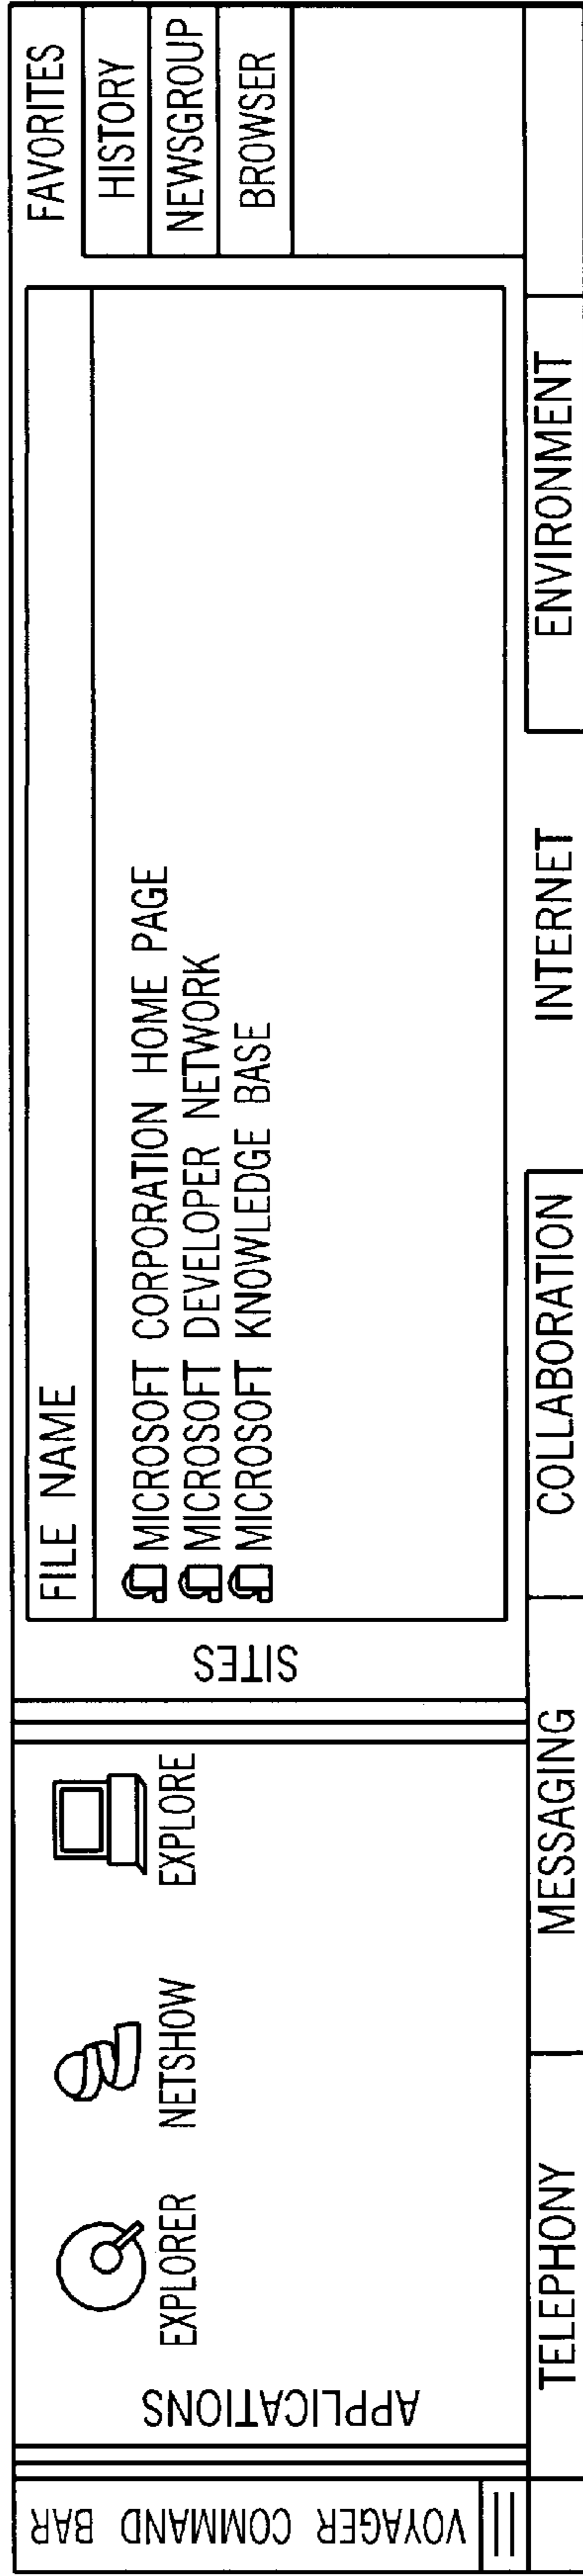 VOYAGER COMMAND BAR
APPLICATIONS
EXPLORER
NETSHOW
EXPLORE
SITES
FILE NAME
MICROSOFT CORPORATION HOME PAGE
MICROSOFT DEVELOPER NETWORK
MICROSOFT KNOWLEDGE BASE
FAVORITES
HISTORY
NEWSGROUP
BROWSER
TELEPHONY
MESSAGING
COLLABORATION
INTERNET
ENVIRONMENT